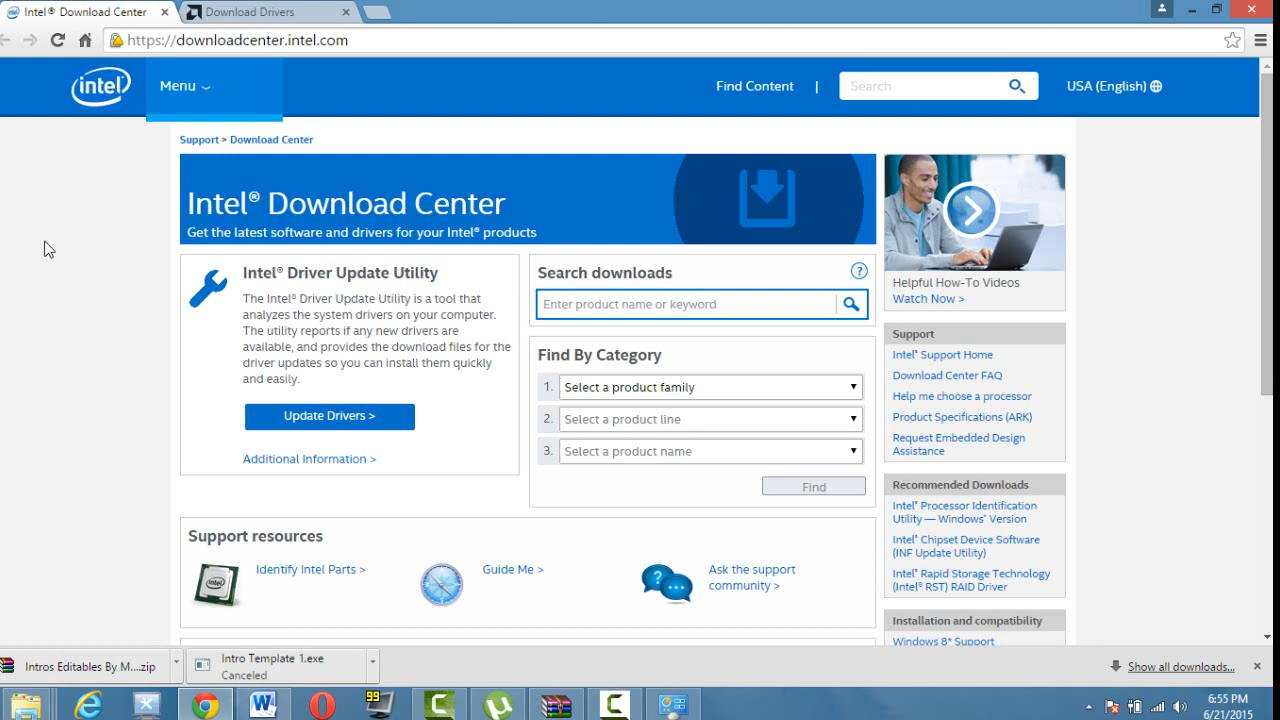 Intel® Download Center
Download Drivers
https://downloadcenter.intel.com
intel
Menu
Find Content |
Search
USA (English)
Support > Download Center
Intel® Download Center
Get the latest software and drivers for your Intel® products
Intel® Driver Update Utility
The Intel® Driver Update Utility is a tool that
analyzes the system drivers on your computer.
The utility reports if any new drivers are
available, and provides the download files for the
driver updates so you can install them quickly
and easily.
Update Drivers >
Additional Information >
Search downloads
?
Enter product name or keyword
Find By Category
1. Select a product family
2. Select a product line
3. Select a product name
Find
Helpful How-To Videos
Watch Now >
Support
Intel® Support Home
Download Center FAQ
Help me choose a processor
Product Specifications (ARK)
Request Embedded Design
Assistance
Recommended Downloads
Intel® Processor Identification
Utility — Windows* Version
Intel® Chipset Device Software
(INF Update Utility)
Intel® Rapid Storage Technology
(Intel® RST) RAID Driver
Installation and compatibility
Windows 8* Support
Support resources
intel
Identify Intel Parts >
Guide Me >
Ask the support
community >
Intros Editables By M....zip
Intro Template 1.exe
Canceled
Show all downloads...
99
6:55 PM
6/21/2015